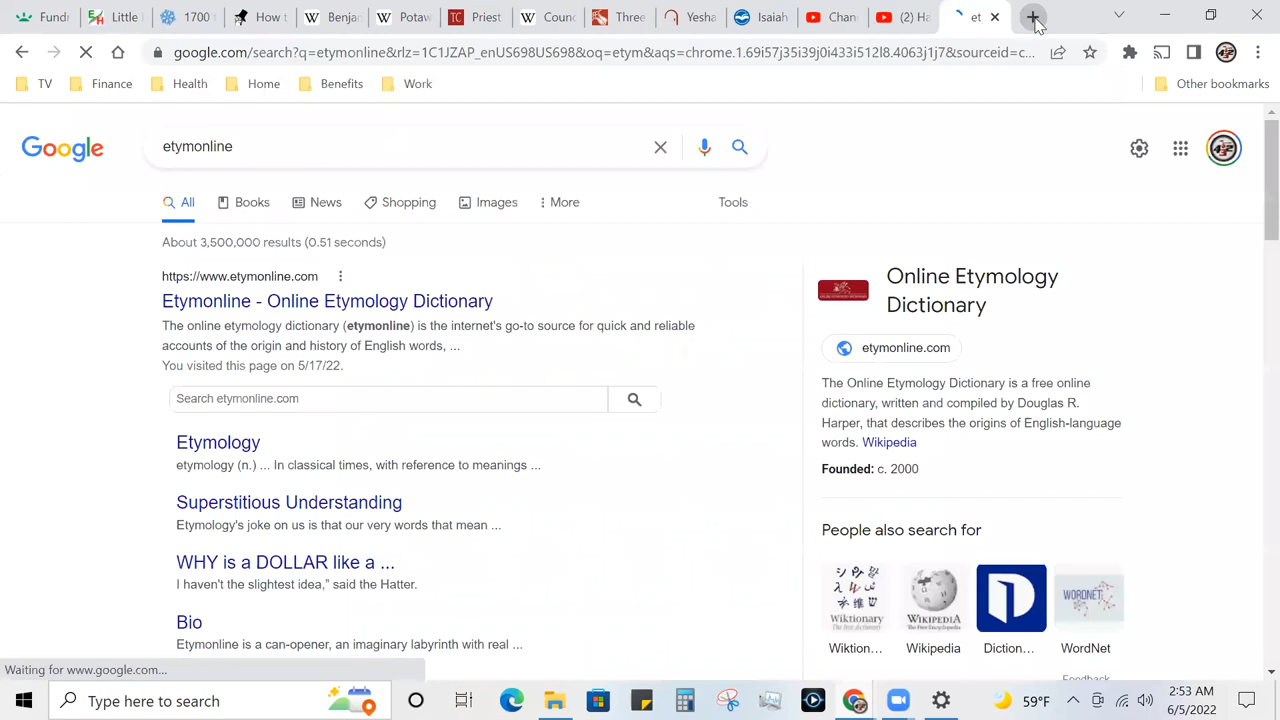 Fund
Little
1700
How t
Benja
Potaw
Priest
Counc
Three
Yesha
Isaiah
Chan
(2) Ha
et
google.com/search?q=etymonline&rlz=1C1JZAP_enUS698US698&oq=etym&aqs=chrome.1.69i57j35i39j0i433i512l8.4063j1j7&sourceid=c...
TV
Finance
Health
Home
Benefits
Work
Other bookmarks
Google
etymonline
All
Books
News
Shopping
Images
More
Tools
About 3,500,000 results (0.51 seconds)
https://www.etymonline.com
Etymonline - Online Etymology Dictionary
The online etymology dictionary (etymonline) is the internet's go-to source for quick and reliable
accounts of the origin and history of English words, ...
You visited this page on 5/17/22.
Search etymonline.com
Etymology
etymology (n.) ... In classical times, with reference to meanings ...
Superstitious Understanding
Etymology's joke on us is that our very words that mean ...
WHY is a DOLLAR like a ...
I haven't the slightest idea,” said the Hatter.
Bio
Etymonline is a can-opener, an imaginary labyrinth with real ...
Online Etymology
Dictionary
etymonline.com
The Online Etymology Dictionary is a free online
dictionary, written and compiled by Douglas R.
Harper, that describes the origins of English-language
words. Wikipedia
Founded: c. 2000
People also search for
Wiktionary
WIKIPEDIA
WORDNET
Wiktion...
Wikipedia
Diction...
WordNet
Feedback
Waiting for www.google.com...
Type here to search
59°F
2:53 AM
6/5/2022